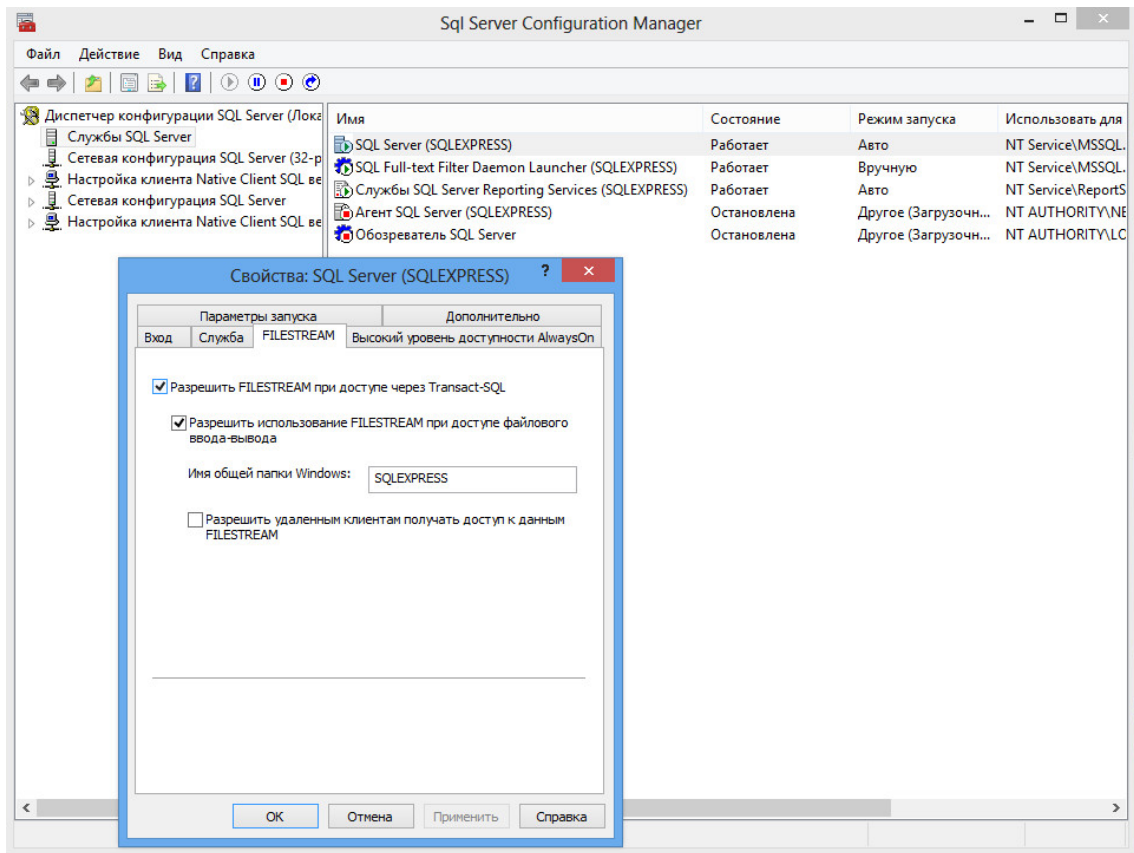 Sql Server Configuration Manager
Файл Действие Вид Справка
Диспетчер конфигурации SQL Server (Лока
Службы SQL Server
Сетевая конфигурация SQL Server (32-р
Настройка клиента Native Client SQL ве
Сетевая конфигурация SQL Server
Настройка клиента Native Client SQL ве
Имя Состояние Режим запуска Использовать для
SQL Server (SQLEXPRESS) Работает Авто NT Service\MSSQL.
SQL Full-text Filter Daemon Launcher (SQLEXPRESS) Работает Вручную NT Service\MSSQL.
Службы SQL Server Reporting Services (SQLEXPRESS) Работает Авто NT Service\ReportS
Агент SQL Server (SQLEXPRESS) Остановлена Другое (Загрузочн... NT AUTHORITY\NE
Обозреватель SQL Server Остановлена Другое (Загрузочн... NT AUTHORITY\LC
Свойства: SQL Server (SQLEXPRESS) ? ×
Параметры запуска Дополнительно
Вход Служба FILESTREAM Высокий уровень доступности AlwaysOn
Разрешить FILESTREAM при доступе через Transact-SQL
Разрешить использование FILESTREAM при доступе файлового
ввода-вывода
Имя общей папки Windows: SQLEXPRESS
Разрешить удаленным клиентам получать доступ к данным
FILESTREAM
ОК Отмена Применить Справка